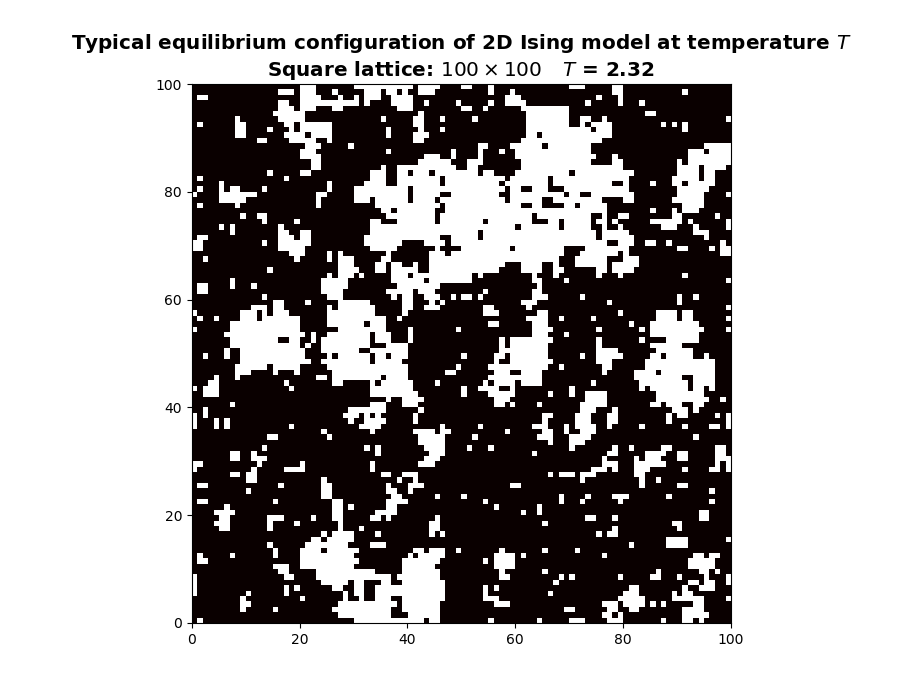 Typical equilibrium configuration of 2D Ising model at temperature T
Square lattice: 100 × 100 T = 2.32
100
80
60
40
20
0
0 20 40 60 80 100